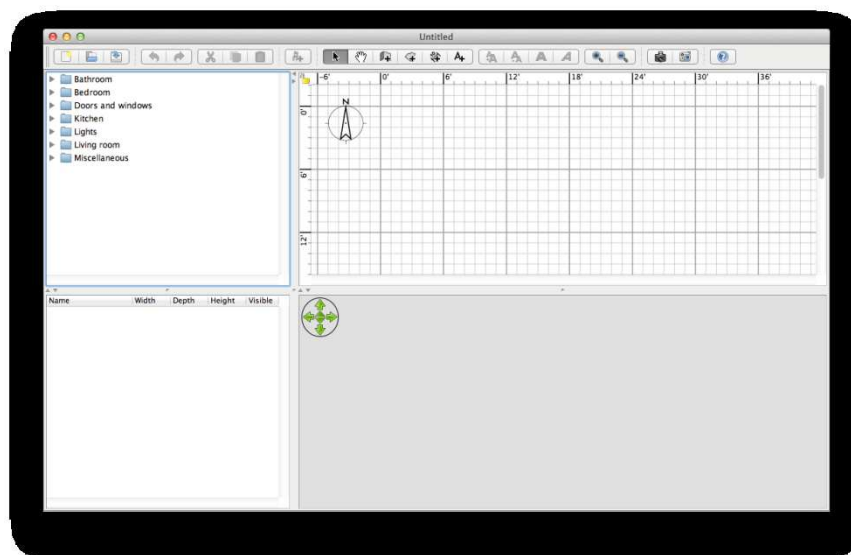 Untitled
Bathroom
Bedroom
Doors and windows
Kitchen
Lights
Living room
Miscellaneous
-6' 0' 6' 12' 18' 24' 30' 36'
N
0'
6'
12'
Name Width Depth Height Visible